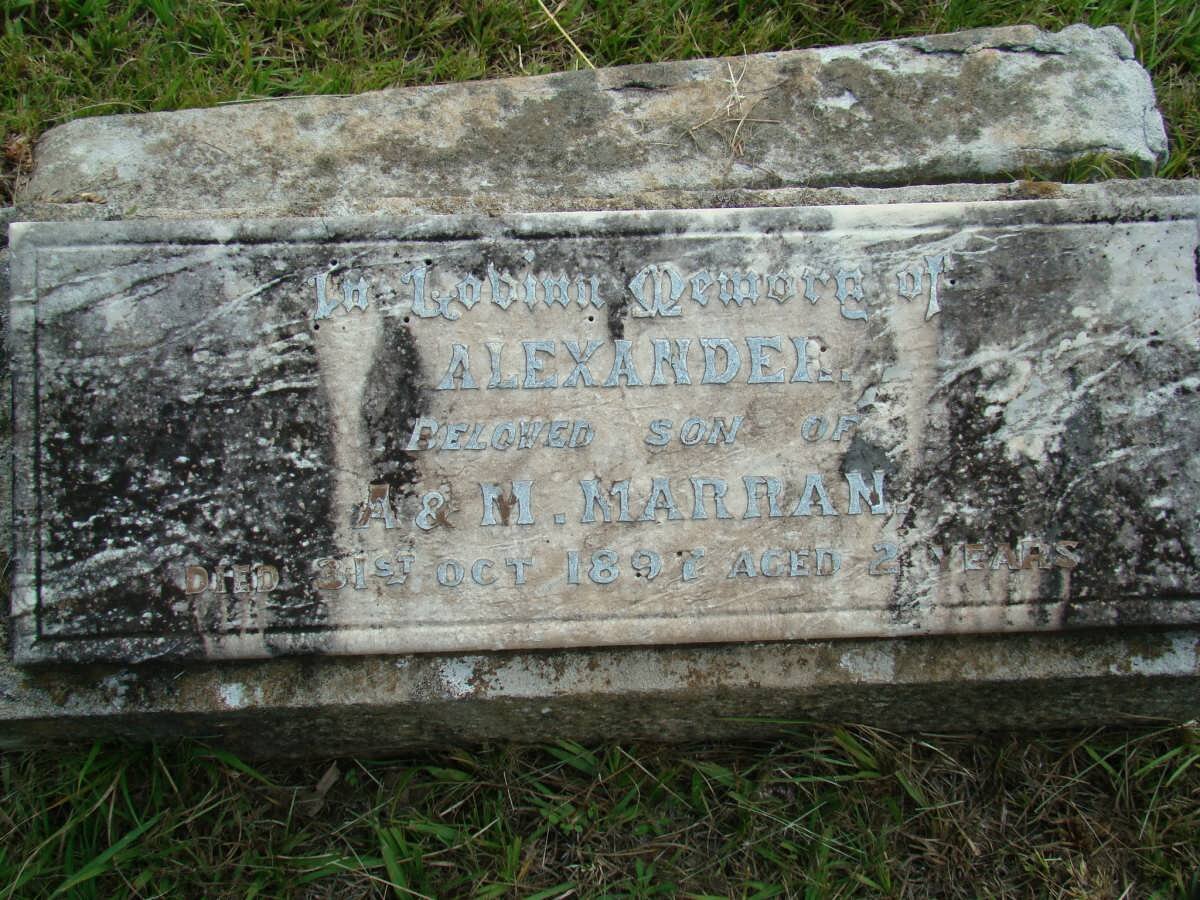 In Loving Memory of
ALEXANDER.
BELOVED SON OF
A & M. MARRAN.
DIED 31ST OCT 1897 AGED 2 YEARS